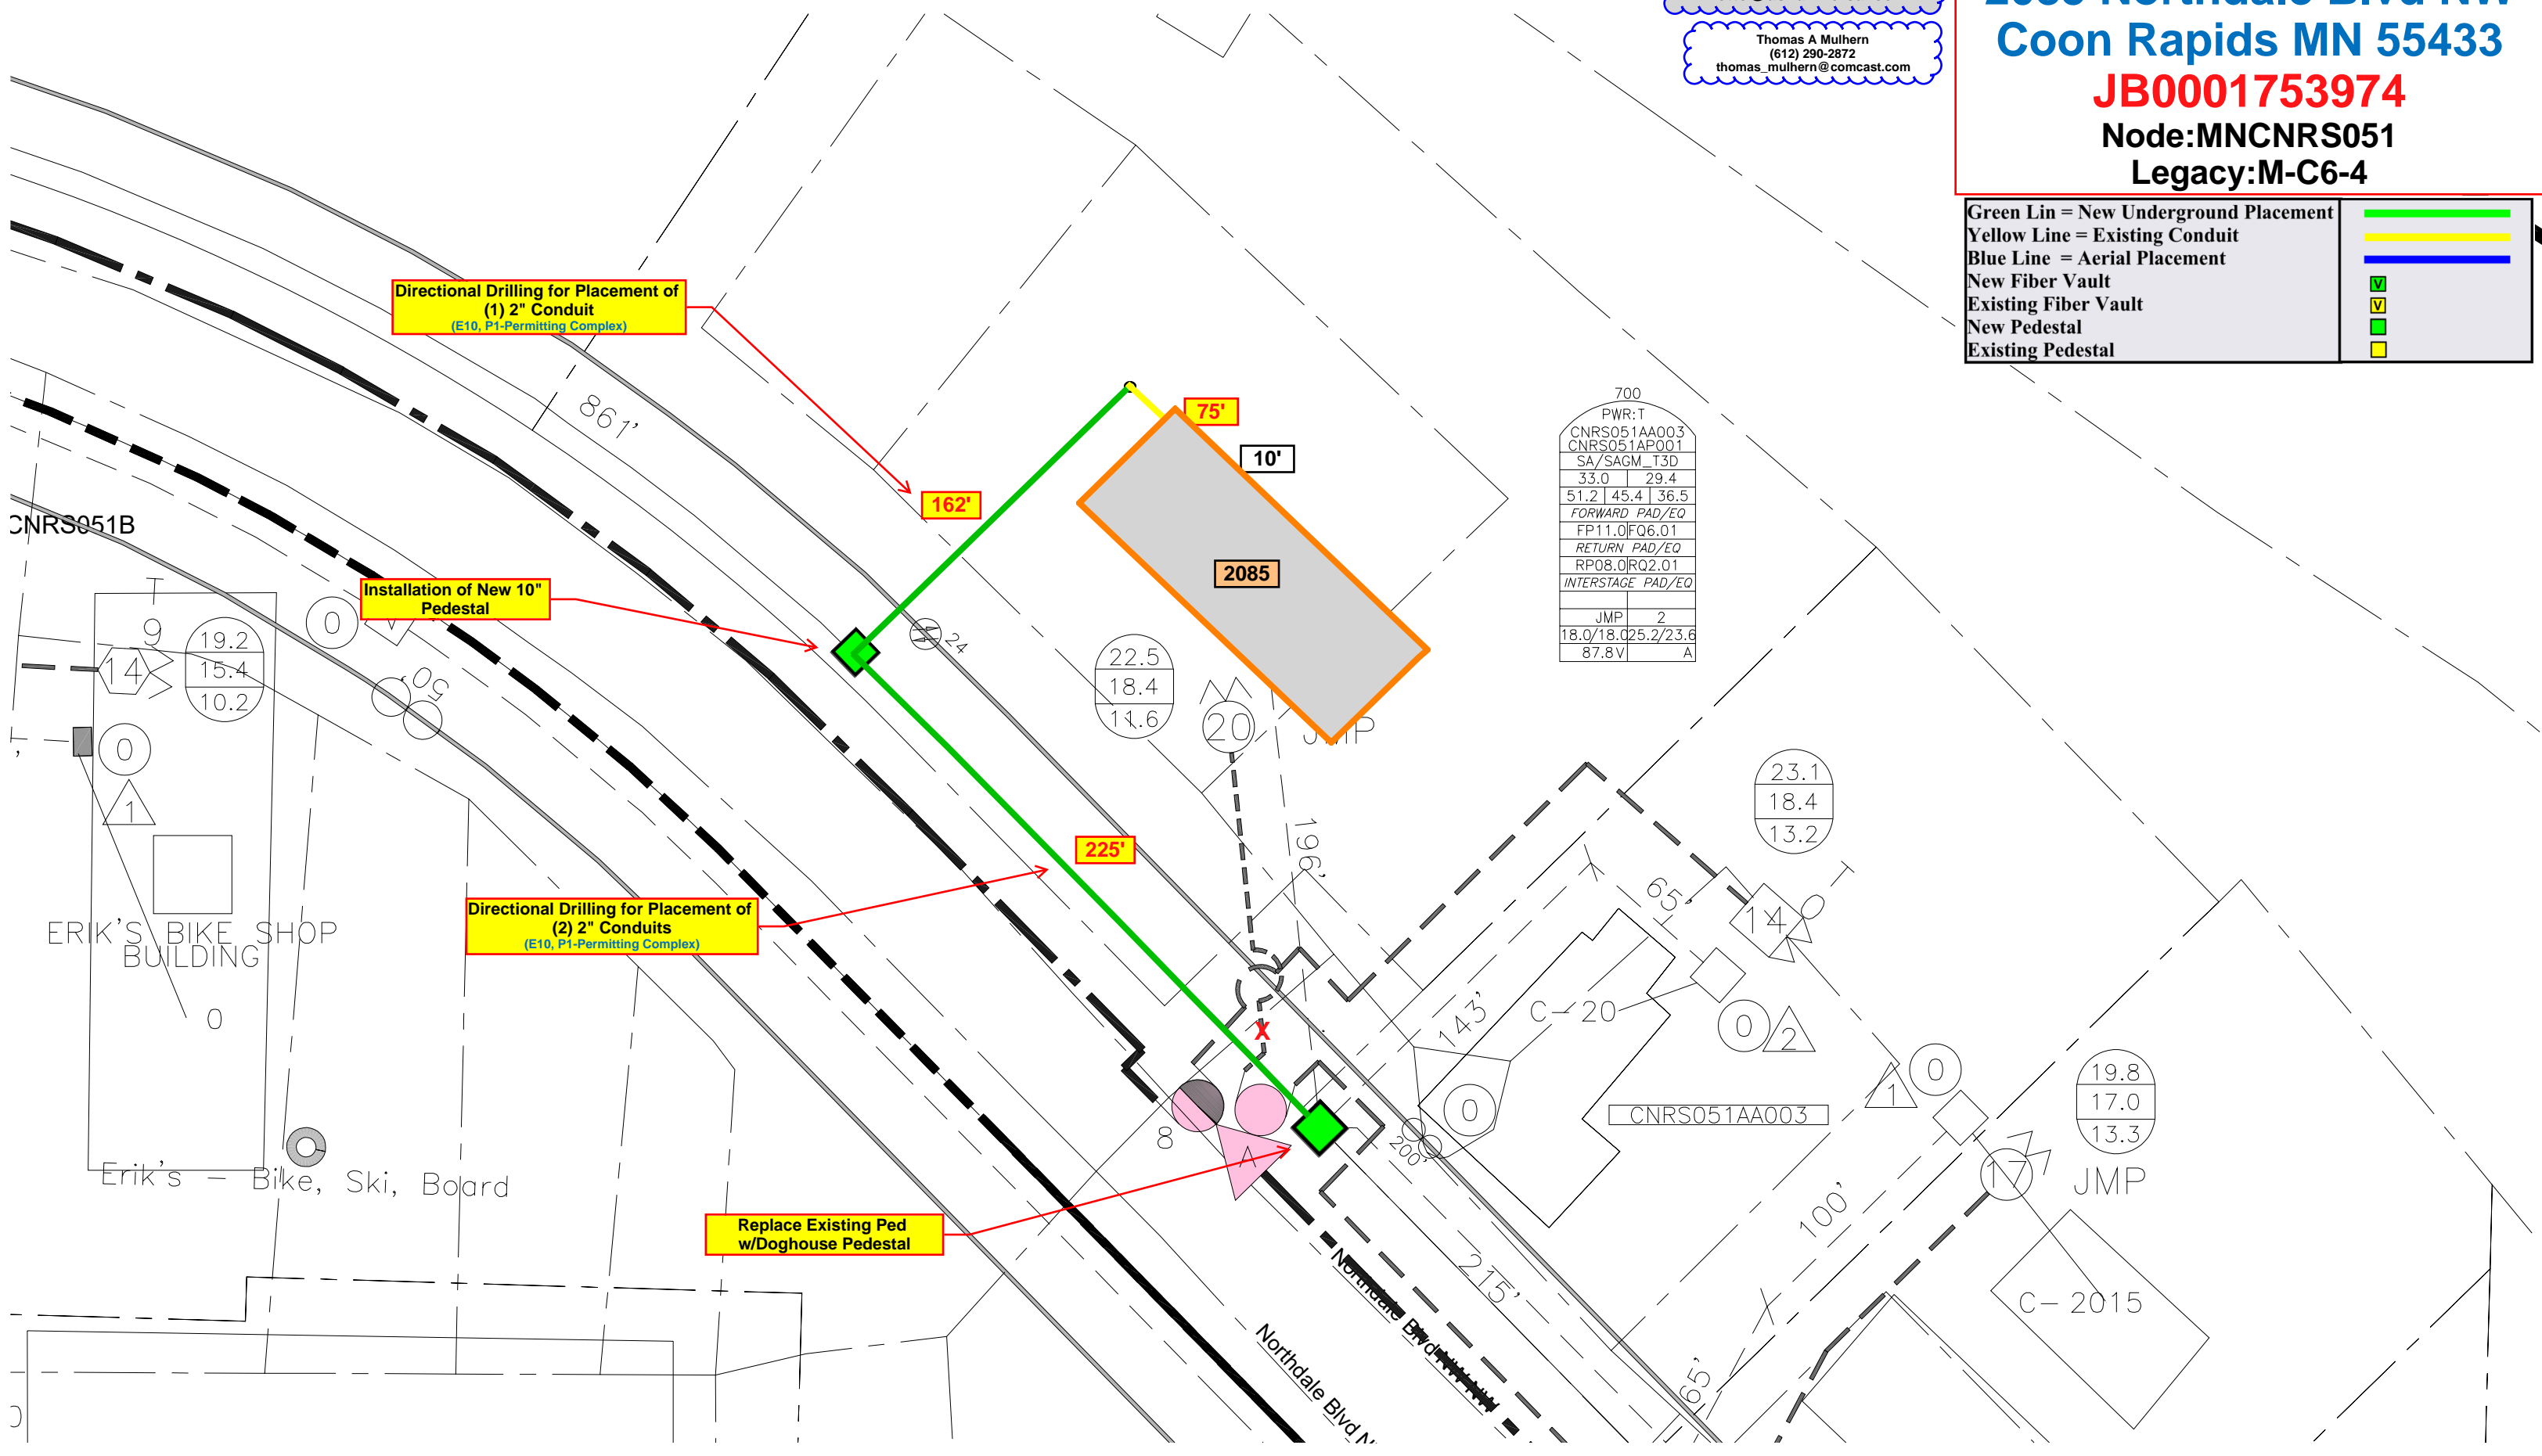 Thomas A Mulhern
(612) 290-2872
thomas_mulhern@comcast.com
Coon Rapids MN 55433
JB0001753974
Node:MNCNRS051
Legacy:M-C6-4
Green Lin = New Underground Placement
Yellow Line = Existing Conduit
Blue Line = Aerial Placement
New Fiber Vault
V
Existing Fiber Vault
V
New Pedestal
Existing Pedestal
Directional Drilling for Placement of
(1) 2" Conduit
(E10, P1-Permitting Complex)
861'
75'
10'
162'
2085
700
PWR:T
CNRS051AA003
CNRS051AP001
SA/SAGM_T3D
33.0 29.4
51.2 45.4 36.5
FORWARD PAD/EQ
FP11.0 FQ6.01
RETURN PAD/EQ
RP08.0 RQ2.01
INTERSTAGE PAD/EQ
JMP 2
18.0/18.0 25.2/23.6
87.8V A
CNRS051B
Installation of New 10"
Pedestal
24
9
14
19.2
15.4
10.2
0
50'
0
1
22.5
18.4
11.6
20
JMP
196'
225'
Directional Drilling for Placement of
(2) 2" Conduits
(E10, P1-Permitting Complex)
ERIK'S BIKE SHOP
BUILDING
0
Erik's - Bike, Ski, Board
23.1
18.4
13.2
65'
14
0
C-20
143'
0
2
0
1
X
8
A
0
200'
CNRS051AA003
19.8
17.0
13.3
17
JMP
100'
C-2015
Replace Existing Ped
w/Doghouse Pedestal
215'
65'
Northdale Blvd NW
Northdale Blvd